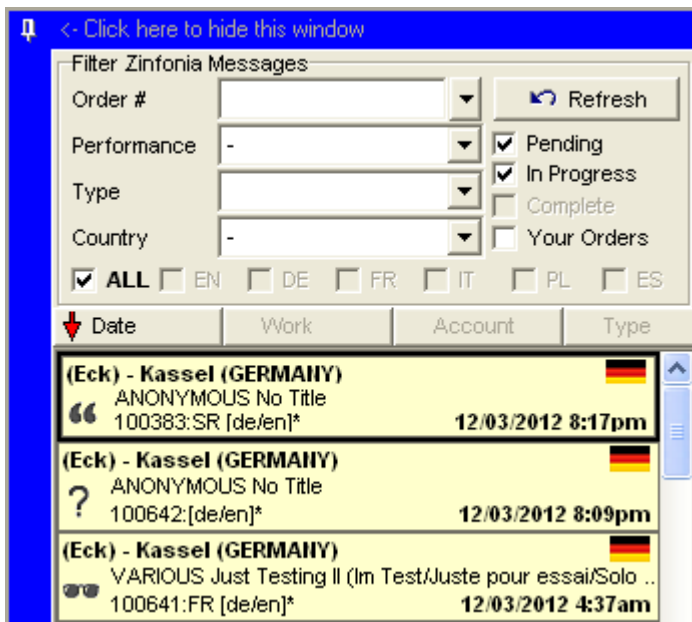 <- Click here to hide this window
Filter Zinfonia Messages
Order #
Refresh
Performance -
Pending
In Progress
Type
Complete
Country -
Your Orders
ALL EN DE FR IT PL ES
Date Work Account Type
(Eck) - Kassel (GERMANY)
ANONYMOUS No Title
100383:SR [de/en]* 12/03/2012 8:17pm
(Eck) - Kassel (GERMANY)
ANONYMOUS No Title
100642:[de/en]* 12/03/2012 8:09pm
(Eck) - Kassel (GERMANY)
VARIOUS Just Testing II (Im Test/Juste pour essai/Solo ..
100641:FR [de/en]* 12/03/2012 4:37am